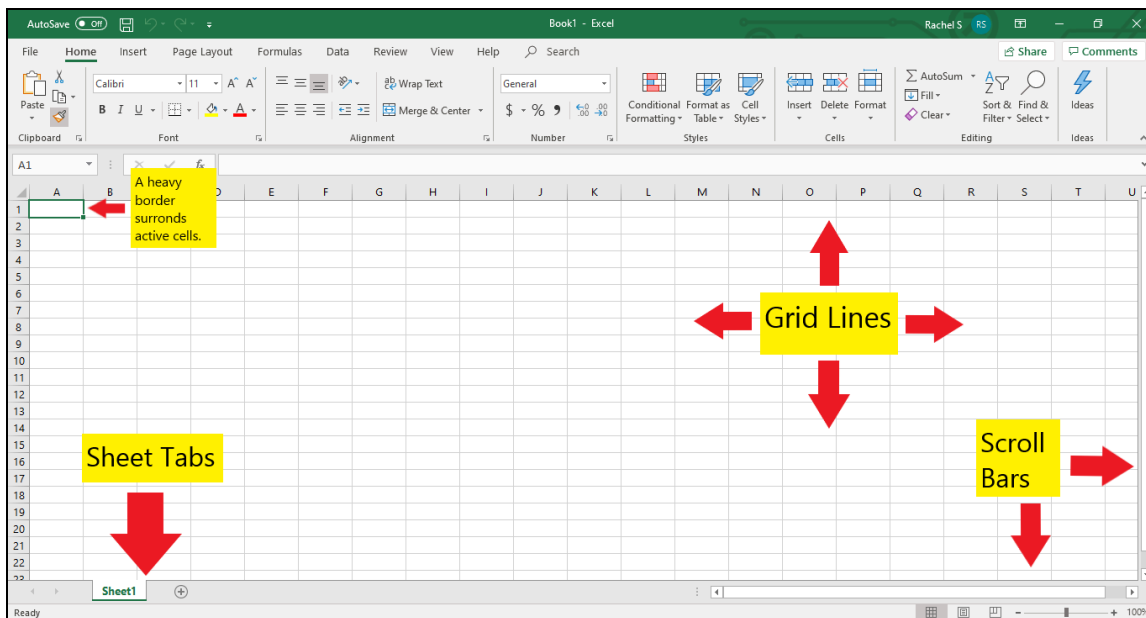 AutoSave Off Book1 - Excel Rachel S RS
File Home Insert Page Layout Formulas Data Review View Help Search Share Comments
Calibri 11 A^ A˅ ab Wrap Text General AutoSum A Z
Paste B I U A Merge & Center $ % 9 .00 .0 Conditional Formatting Format as Table Cell Styles Insert Delete Format Fill Clear Sort & Filter Find & Select Ideas
Clipboard Font Alignment Number Styles Cells Editing Ideas
A1 fx
A B D E F G H I J K L M N O P Q R S T U
A heavy
border
surronds
active cells.
1
2
3
4
5
6
7
8
9
10
11
12
13
14
15
16
17
18
19
20
21
22
23
Grid Lines
Sheet Tabs
Scroll
Bars
Sheet1
Ready 100%